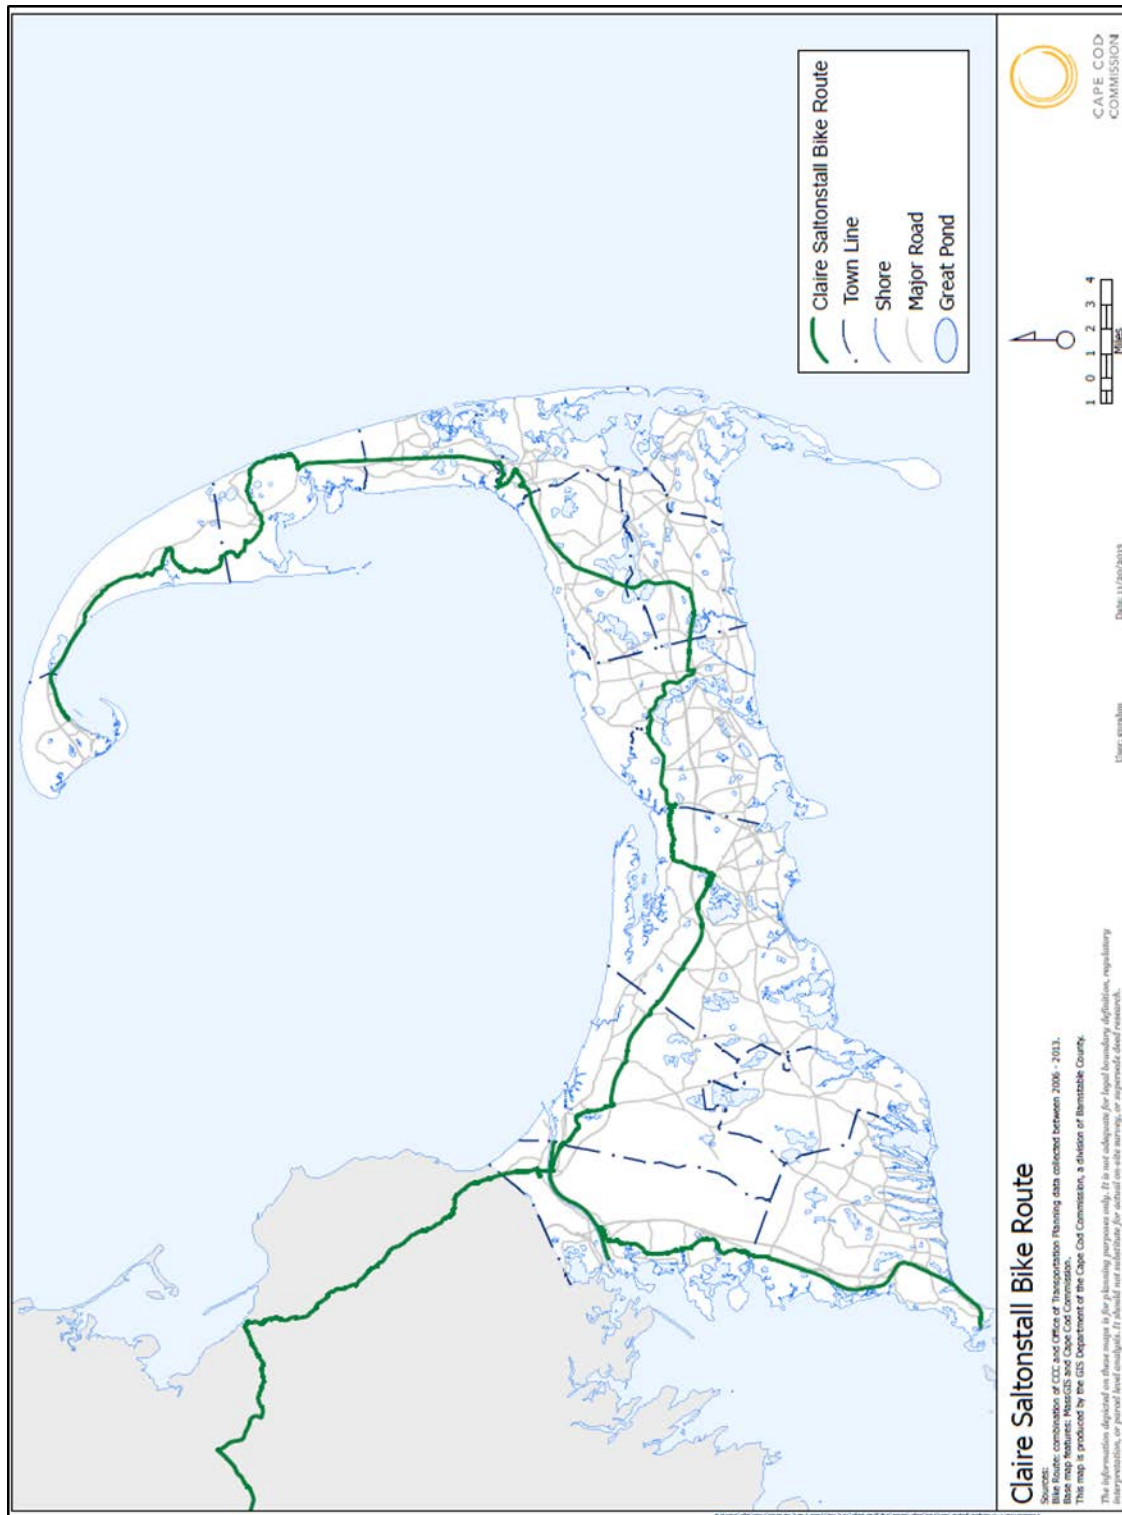 Claire Saltonstall Bike Route
Town Line
Shore
Major Road
Great Pond
Claire Saltonstall Bike Route
Sources:
Bike Route: combination of CCC and Office of Transportation Planning data collected between 2006 - 2013.
Base map features: MassGIS and Cape Cod Commission.
This map is produced by the GIS Department of the Cape Cod Commission, a division of Barnstable County.
The information depicted on these maps is for planning purposes only. It is not adequate for legal boundary definition, regulatory
interpretation, or parcel level analysis. It should not substitute for actual on-site survey, or supersede deed research.
Date: 11/20/2013
1 0 1 2 3 4
Miles
CAPE COD
COMMISSION